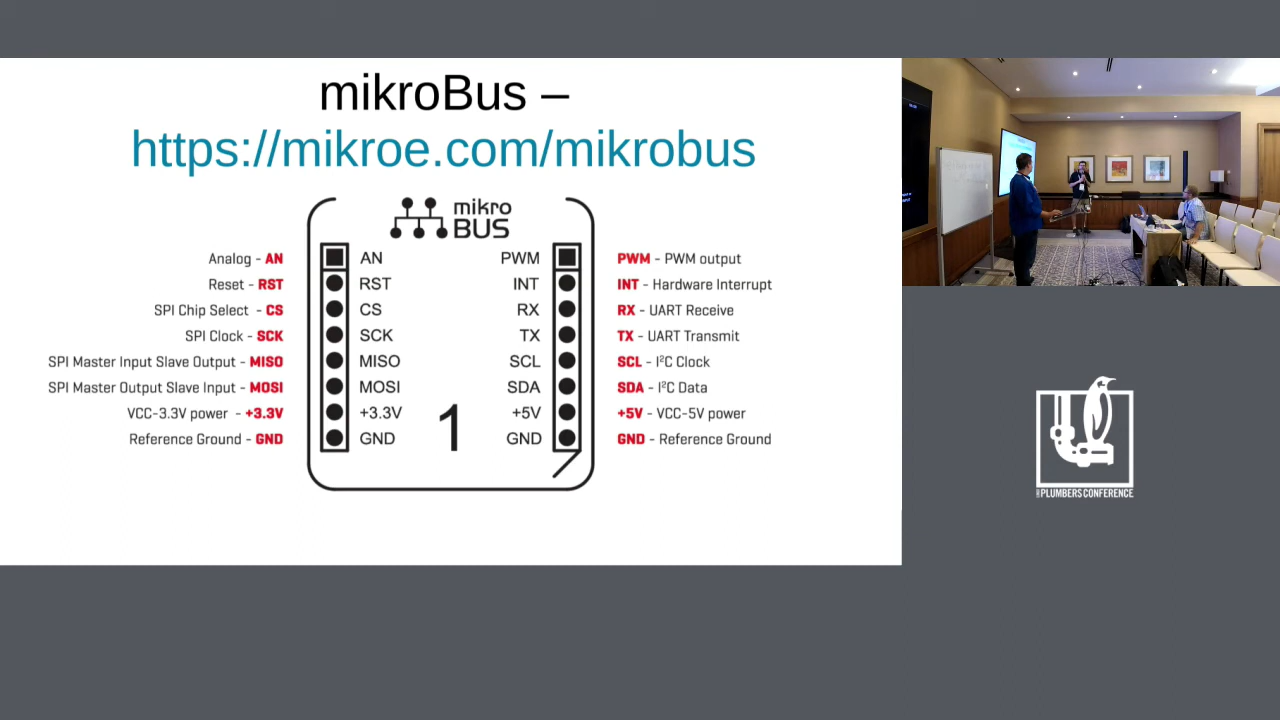 mikroBus –
https://mikroe.com/mikrobus
mikro
BUS
Analog - AN
AN
PWM
PWM - PWM output
Reset - RST
RST
INT
INT - Hardware Interrupt
SPI Chip Select - CS
CS
RX
RX - UART Receive
SPI Clock - SCK
SCK
TX
TX - UART Transmit
SPI Master Input Slave Output - MISO
MISO
SCL
SCL - I²C Clock
SPI Master Output Slave Input - MOSI
MOSI
SDA
SDA - I²C Data
VCC-3.3V power - +3.3V
+3.3V
+5V
+5V - VCC-5V power
Reference Ground - GND
GND
GND
GND - Reference Ground
1
PLUMBERS CONFERENCE